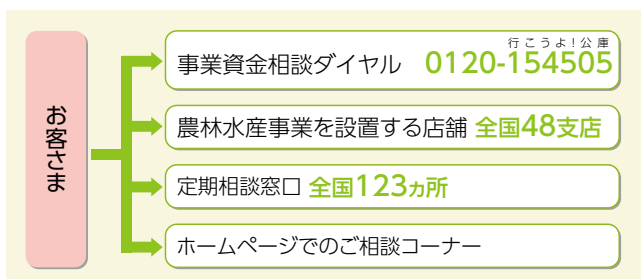 お客さま
行こうよ!公庫
事業資金相談ダイヤル 0120-154505
農林水産事業を設置する店舗 全国48支店
定期相談窓口 全国123ヵ所
ホームページでのご相談コーナー